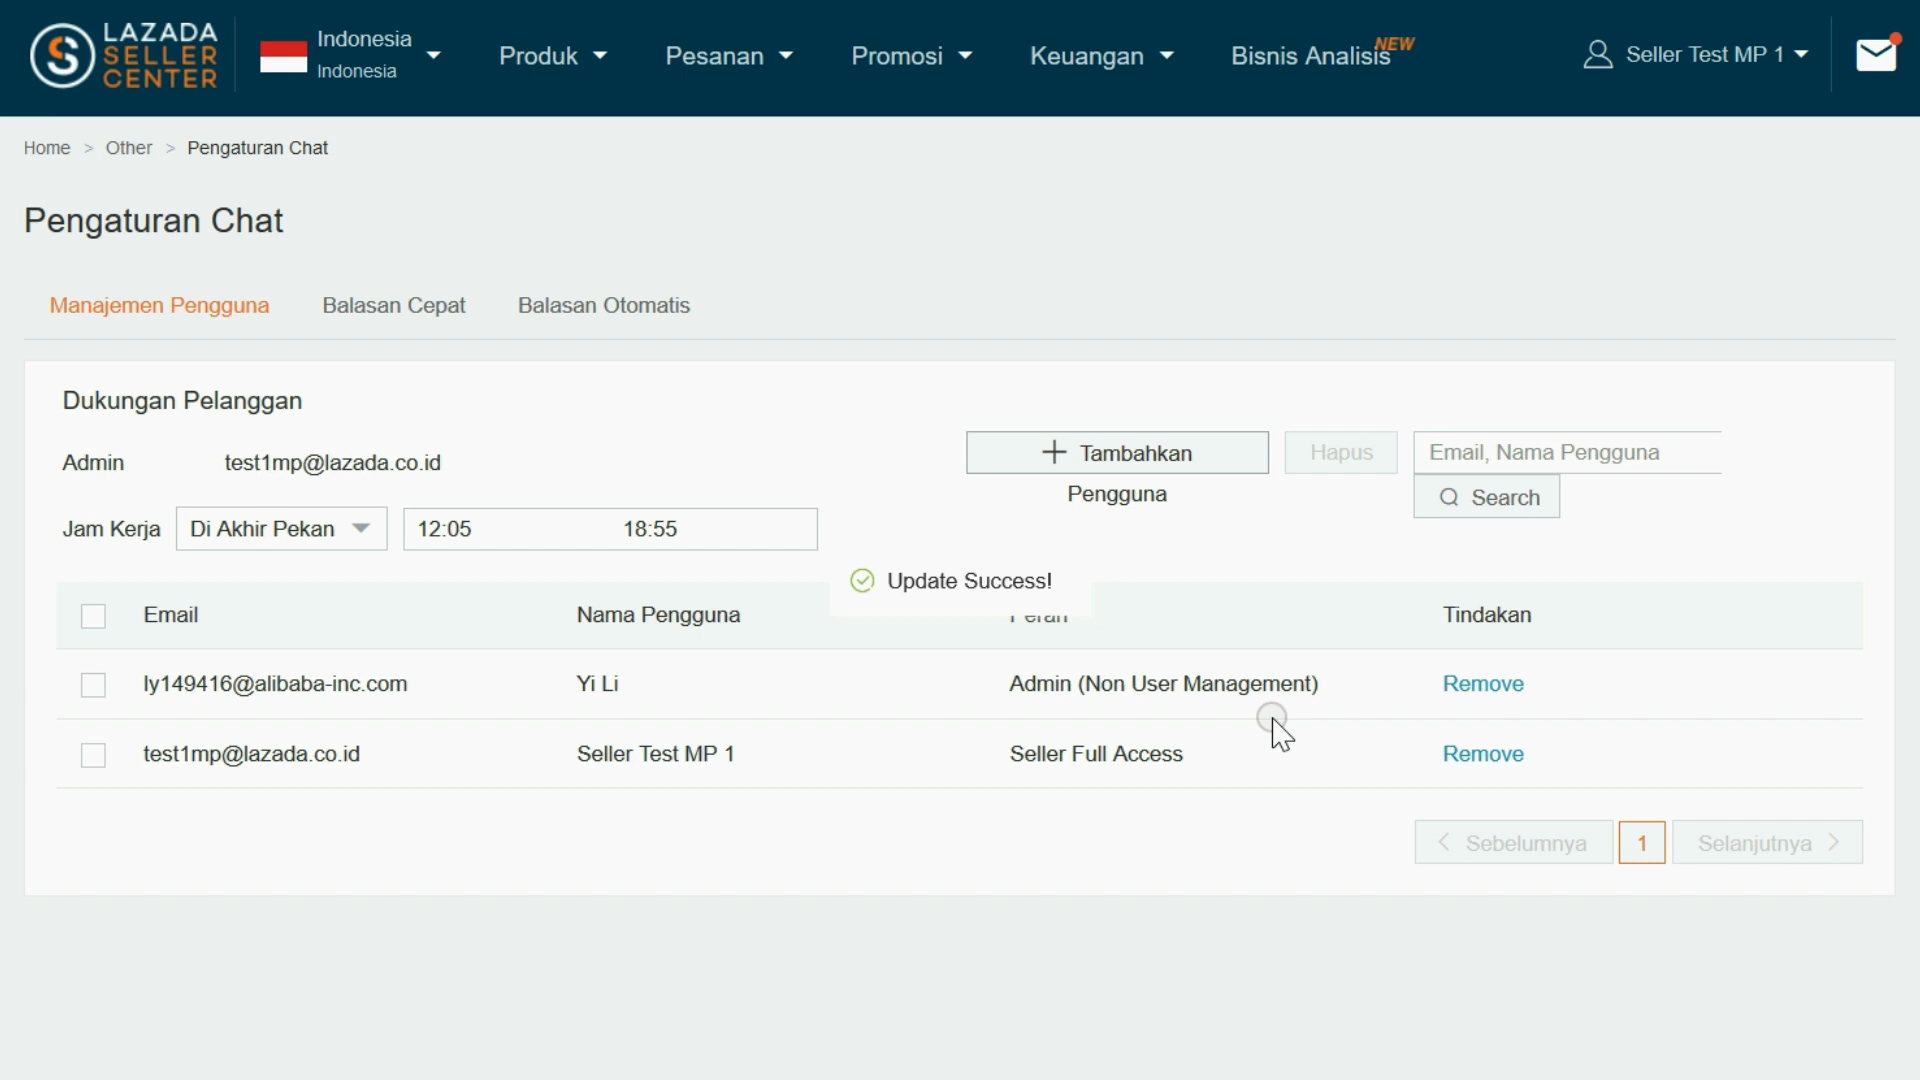 LAZADA
SELLER
CENTER
Indonesia
Indonesia
Produk
Pesanan
Promosi
Keuangan
Bisnis Analisis
NEW
Seller Test MP 1
Home > Other > Pengaturan Chat
Pengaturan Chat
Manajemen Pengguna
Balasan Cepat
Balasan Otomatis
Dukungan Pelanggan
Admin test1mp@lazada.co.id
Tambahkan
Pengguna
Hapus
Email, Nama Pengguna
Search
Jam Kerja Di Akhir Pekan 12:05 18:55
Update Success!
Email Nama Pengguna Peran Tindakan
ly149416@alibaba-inc.com Yi Li Admin (Non User Management) Remove
test1mp@lazada.co.id Seller Test MP 1 Seller Full Access Remove
< Sebelumnya 1 Selanjutnya >